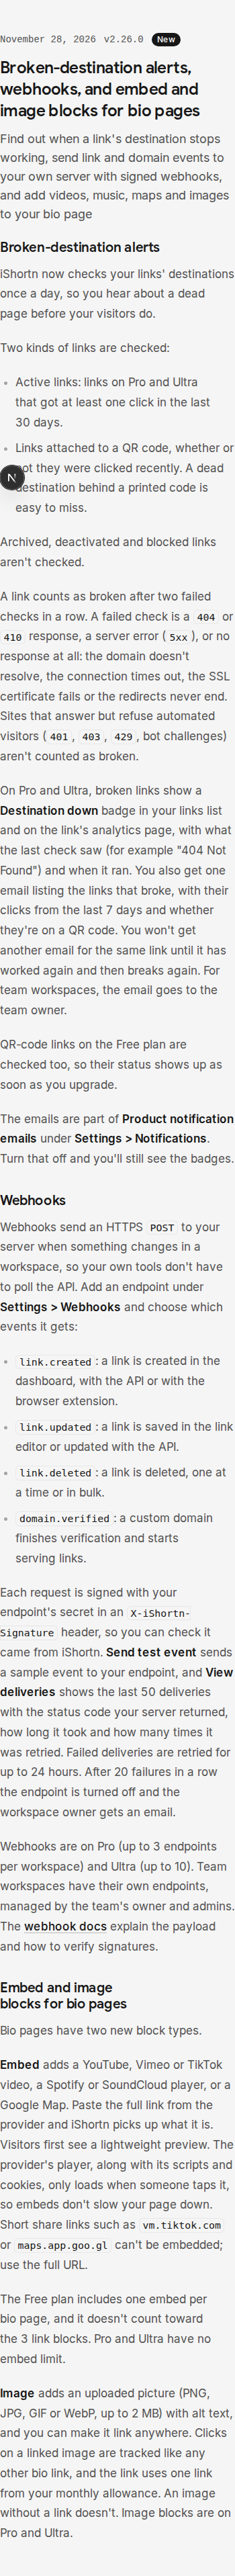 November 28, 2026 v2.26.0 New
Broken-destination alerts,
webhooks, and embed and
image blocks for bio pages
Find out when a link's destination stops
working, send link and domain events to
your own server with signed webhooks,
and add videos, music, maps and images
to your bio page
Broken-destination alerts
iShortn now checks your links' destinations
once a day, so you hear about a dead
page before your visitors do.
Two kinds of links are checked:
Active links: links on Pro and Ultra
that got at least one click in the last
30 days.
Links attached to a QR code, whether or
not they were clicked recently. A dead
destination behind a printed code is
easy to miss.
Archived, deactivated and blocked links
aren't checked.
A link counts as broken after two failed
checks in a row. A failed check is a 404 or
410 response, a server error ( 5xx ), or no
response at all: the domain doesn't
resolve, the connection times out, the SSL
certificate fails or the redirects never end.
Sites that answer but refuse automated
visitors ( 401 , 403 , 429 , bot challenges)
aren't counted as broken.
On Pro and Ultra, broken links show a
Destination down badge in your links list
and on the link's analytics page, with what
the last check saw (for example "404 Not
Found") and when it ran. You also get one
email listing the links that broke, with their
clicks from the last 7 days and whether
they're on a QR code. You won't get
another email for the same link until it has
worked again and then breaks again. For
team workspaces, the email goes to the
team owner.
QR-code links on the Free plan are
checked too, so their status shows up as
soon as you upgrade.
The emails are part of Product notification
emails under Settings > Notifications.
Turn that off and you'll still see the badges.
Webhooks
Webhooks send an HTTPS POST to your
server when something changes in a
workspace, so your own tools don't have
to poll the API. Add an endpoint under
Settings > Webhooks and choose which
events it gets:
link.created : a link is created in the
dashboard, with the API or with the
browser extension.
link.updated : a link is saved in the link
editor or updated with the API.
link.deleted : a link is deleted, one at
a time or in bulk.
domain.verified : a custom domain
finishes verification and starts
serving links.
Each request is signed with your
endpoint's secret in an X-iShortn-
Signature header, so you can check it
came from iShortn. Send test event sends
a sample event to your endpoint, and View
deliveries shows the last 50 deliveries
with the status code your server returned,
how long it took and how many times it
was retried. Failed deliveries are retried for
up to 24 hours. After 20 failures in a row
the endpoint is turned off and the
workspace owner gets an email.
Webhooks are on Pro (up to 3 endpoints
per workspace) and Ultra (up to 10). Team
workspaces have their own endpoints,
managed by the team's owner and admins.
The webhook docs explain the payload
and how to verify signatures.
Embed and image
blocks for bio pages
Bio pages have two new block types.
Embed adds a YouTube, Vimeo or TikTok
video, a Spotify or SoundCloud player, or a
Google Map. Paste the full link from the
provider and iShortn picks up what it is.
Visitors first see a lightweight preview. The
provider's player, along with its scripts and
cookies, only loads when someone taps it,
so embeds don't slow your page down.
Short share links such as vm.tiktok.com
or maps.app.goo.gl can't be embedded;
use the full URL.
The Free plan includes one embed per
bio page, and it doesn't count toward
the 3 link blocks. Pro and Ultra have no
embed limit.
Image adds an uploaded picture (PNG,
JPG, GIF or WebP, up to 2 MB) with alt text,
and you can make it link anywhere. Clicks
on a linked image are tracked like any
other bio link, and the link uses one link
from your monthly allowance. An image
without a link doesn't. Image blocks are on
Pro and Ultra.